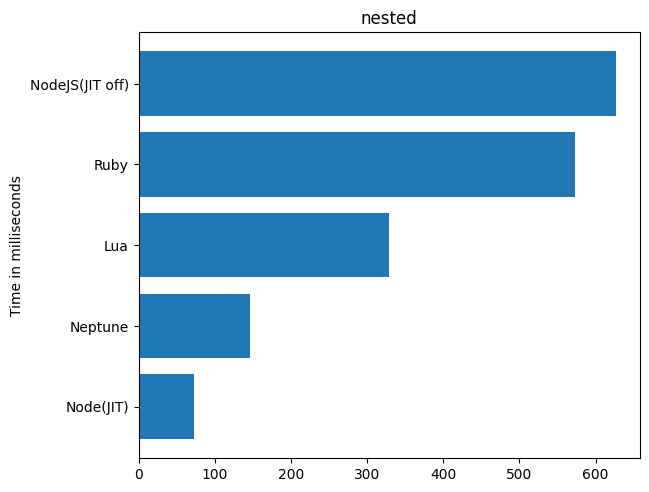 nested
NodeJS(JIT off)
Ruby
Lua
Neptune
Node(JIT)
Time in milliseconds
0 100 200 300 400 500 600